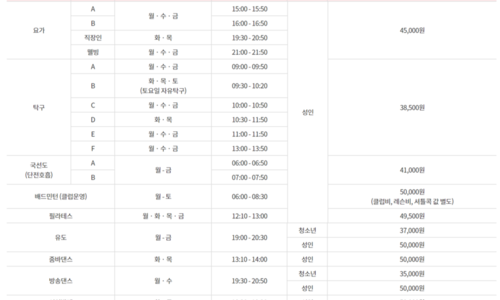 요가
A
월 · 수 · 금
15:00 - 15:50
성인
45,000원
B
16:00 - 16:50
직장인
화 · 목
19:30 - 20:50
웰빙
월 · 수 · 금
21:00 - 21:50
탁구
A
월 · 수 · 금
09:00 - 09:50
38,500원
B
화 · 목 · 토
(토요일 자유탁구)
09:30 - 10:20
C
월 · 수 · 금
10:00 - 10:50
D
화 · 목
10:30 - 11:50
E
월 · 수 · 금
11:00 - 11:50
F
월 · 수 · 금
13:00 - 13:50
국선도
(단전호흡)
A
월 - 금
06:00 - 06:50
41,000원
B
07:00 - 07:50
배드민턴 (클럽운영)
월 - 토
06:00 - 08:30
50,000원
(클럽비, 레슨비, 셔틀콕 값 별도)
필라테스
월 · 화 · 목 · 금
12:10 - 13:00
49,500원
유도
월 - 금
19:00 - 20:30
청소년
37,000원
성인
50,000원
줌바댄스
화 · 목
13:10 - 14:00
성인
50,000원
방송댄스
월 · 수
19:30 - 20:50
청소년
35,000원
성인
50,000원